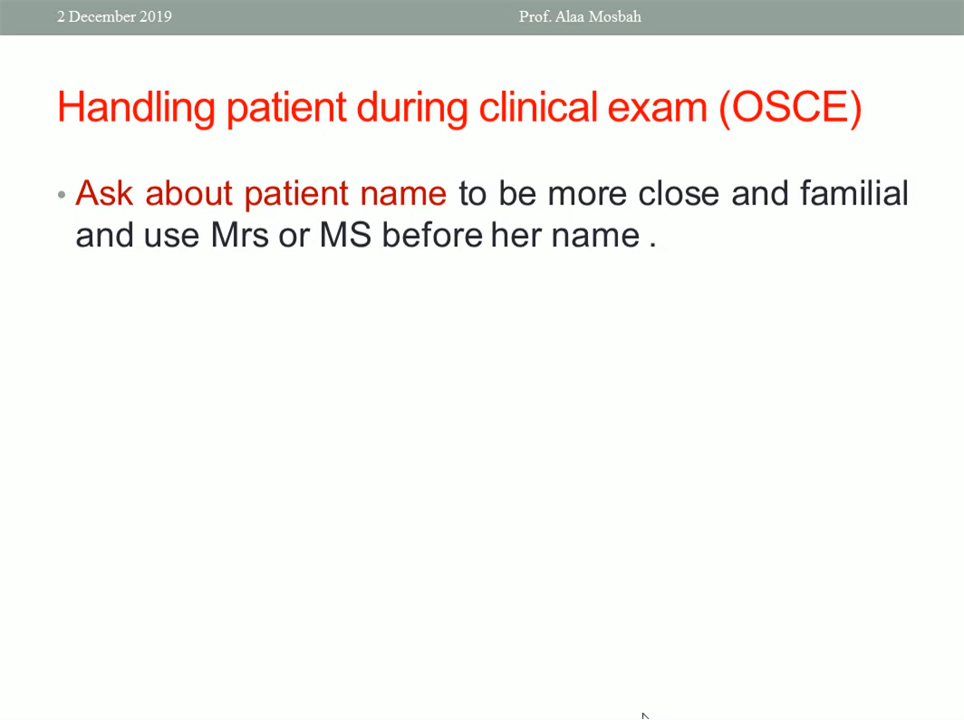 2 December 2019 Prof. Alaa Mosbah
Handling patient during clinical exam (OSCE)
• Ask about patient name to be more close and familial
and use Mrs or MS before her name .